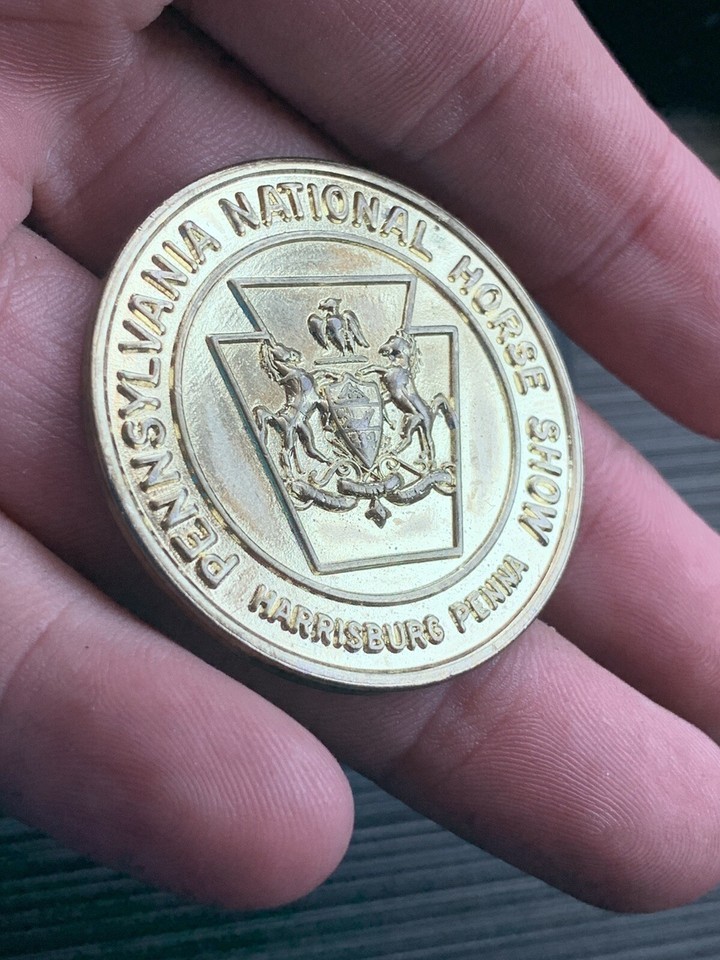 PENNSYLVANIA NATIONAL HORSE SHOW
HARRISBURG PENNA